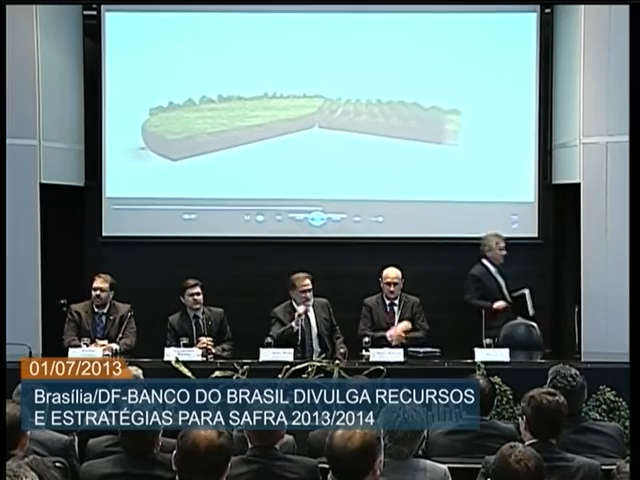 01/07/2013
Brasília/DF-BANCO DO BRASIL DIVULGA RECURSOS
E ESTRATÉGIAS PARA SAFRA 2013/2014